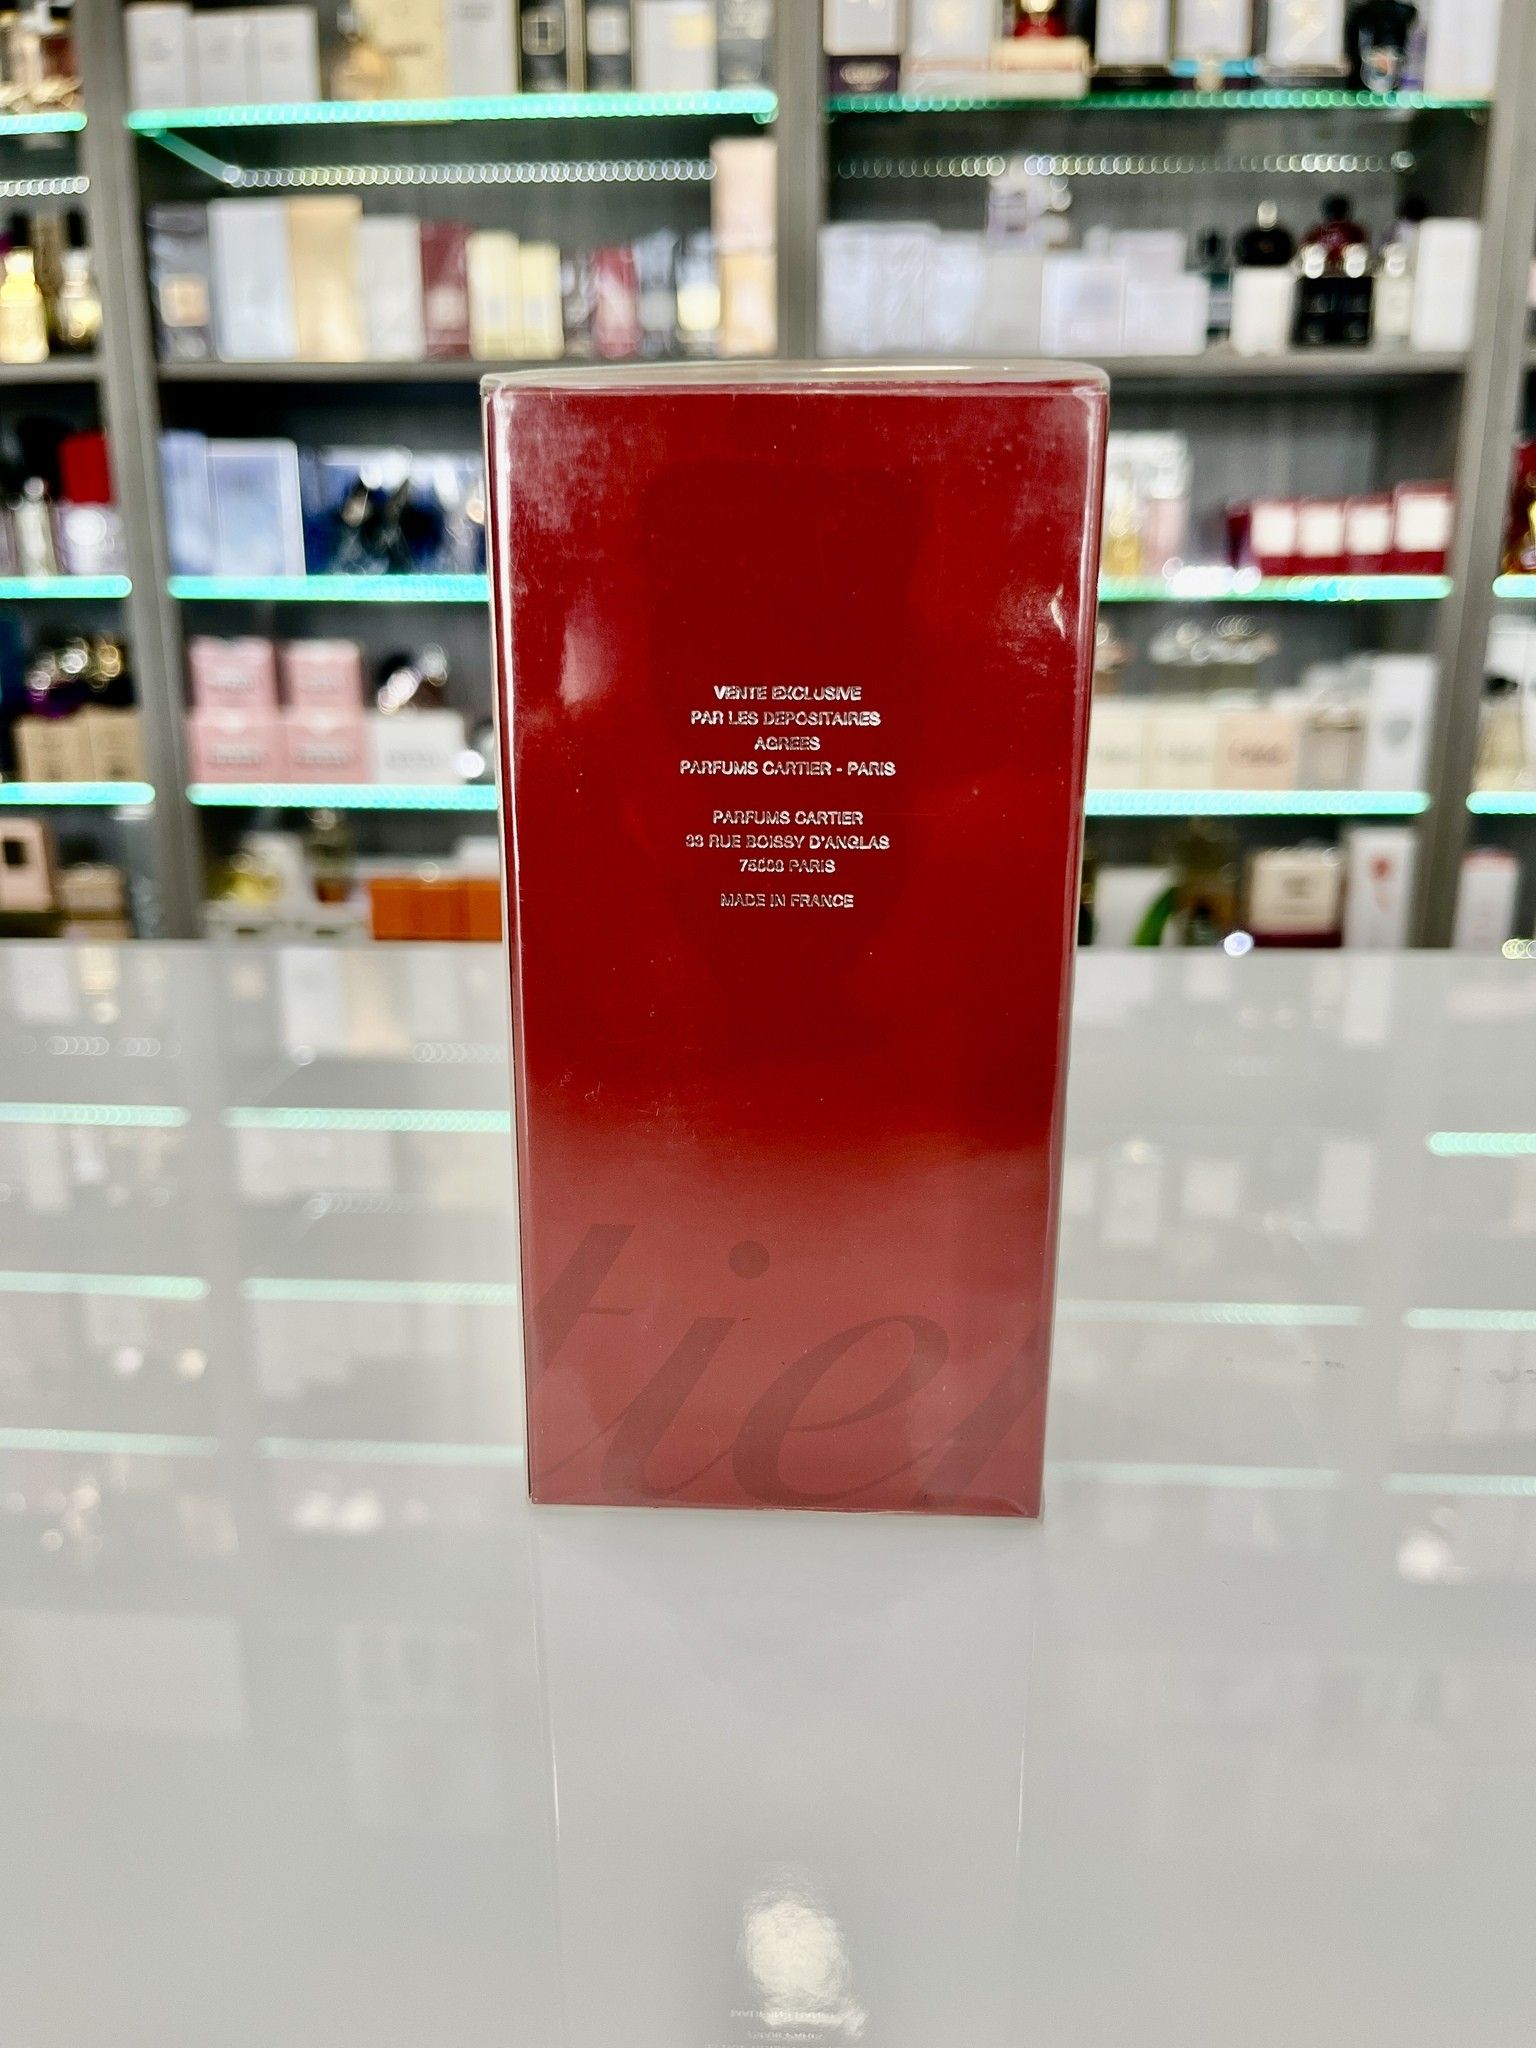 VENTE EXCLUSIVE
PAR LES DEPOSITAIRES
AGREES
PARFUMS CARTIER - PARIS
PARFUMS CARTIER
33 RUE BOISSY D'ANGLAS
75008 PARIS
MADE IN FRANCE
tier